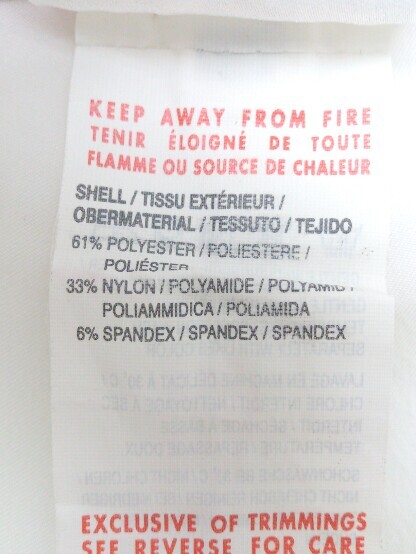 KEEP AWAY FROM FIRE
TENIR ÉLOIGNÉ DE TOUTE
FLAMME OU SOURCE DE CHALEUR
SHELL / TISSU EXTÉRIEUR /
OBERMATERIAL / TESSUTO / TEJIDO
61% POLYESTER / POLIESTERE /
POLIÉSTER
33% NYLON / POLYAMIDE / POLYAMID /
POLIAMMIDICA / POLIAMIDA
6% SPANDEX / SPANDEX / SPANDEX
EXCLUSIVE OF TRIMMINGS
SEE REVERSE FOR CARE